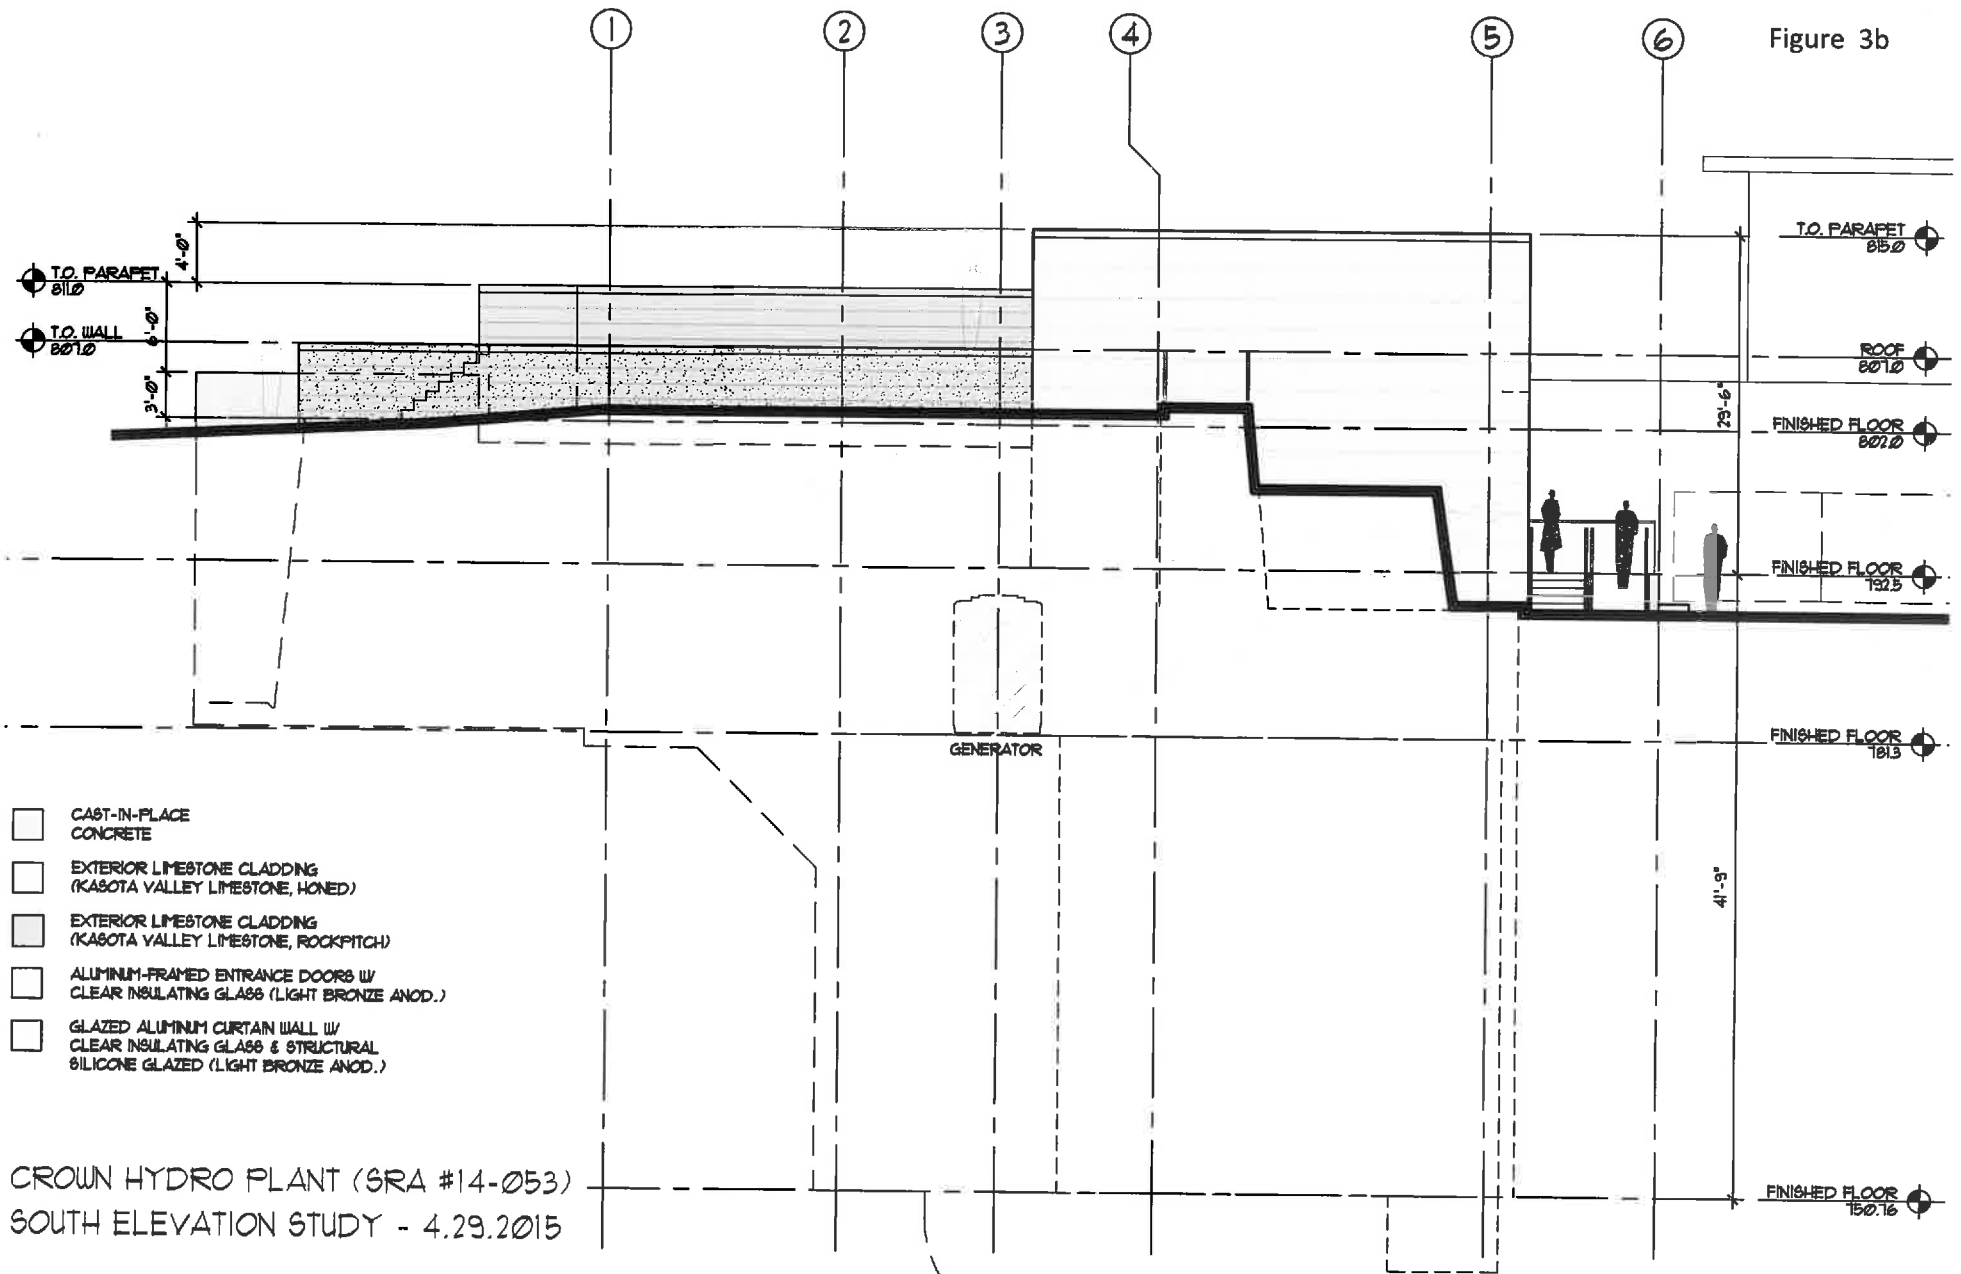 Figure 3b
1
2
3
4
5
6
4'-0"
T.O. PARAPET
811.0
T.O. PARAPET
815.0
6'-0"
T.O. WALL
807.0
ROOF
807.0
3'-0"
29'-6"
FINISHED FLOOR
802.0
FINISHED FLOOR
792.5
GENERATOR
FINISHED FLOOR
781.3
CAST-IN-PLACE
CONCRETE
EXTERIOR LIMESTONE CLADDING
(KASOTA VALLEY LIMESTONE, HONED)
EXTERIOR LIMESTONE CLADDING
(KASOTA VALLEY LIMESTONE, ROCKPITCH)
ALUMINUM-FRAMED ENTRANCE DOORS W/
CLEAR INSULATING GLASS (LIGHT BRONZE ANOD.)
GLAZED ALUMINUM CURTAIN WALL W/
CLEAR INSULATING GLASS & STRUCTURAL
SILICONE GLAZED (LIGHT BRONZE ANOD.)
41'-9"
FINISHED FLOOR
750.76
CROWN HYDRO PLANT (SRA #14-053)
SOUTH ELEVATION STUDY - 4.29.2015